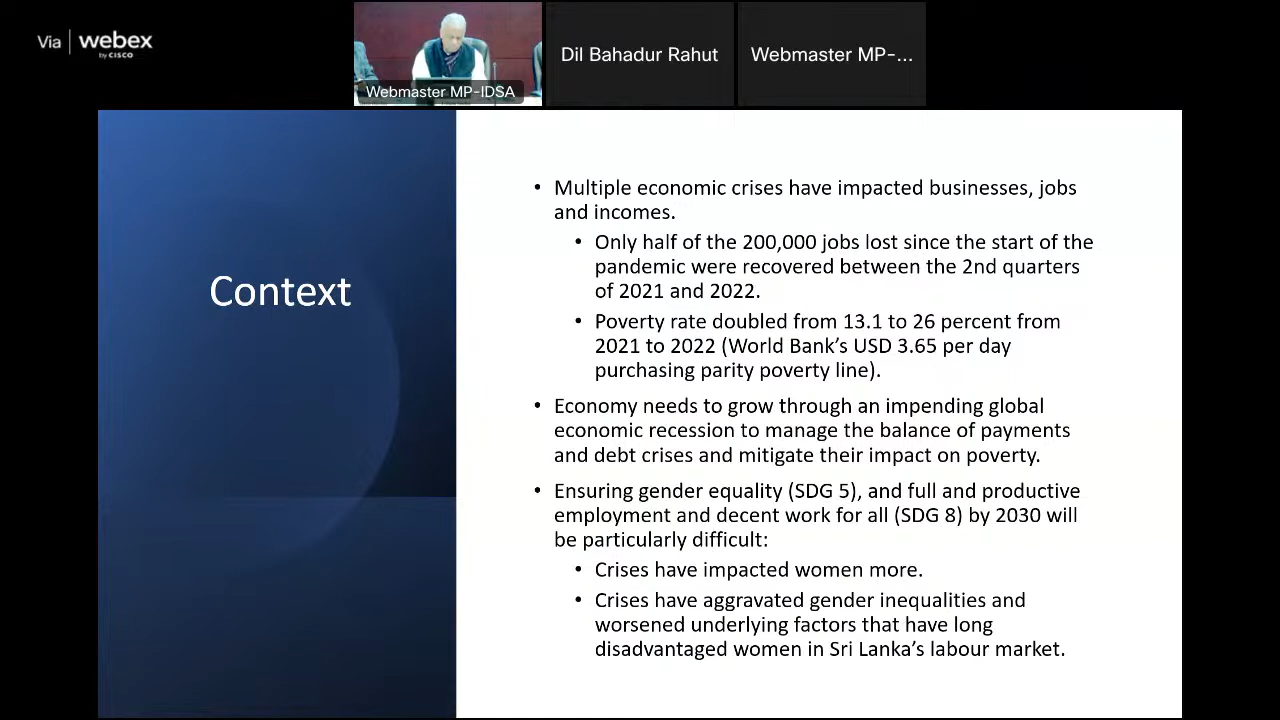 Via | webex
by CISCO
Webmaster MP-IDSA
Dil Bahadur Rahut
Webmaster MP-...
Context
• Multiple economic crises have impacted businesses, jobs
and incomes.
• Only half of the 200,000 jobs lost since the start of the
pandemic were recovered between the 2nd quarters
of 2021 and 2022.
• Poverty rate doubled from 13.1 to 26 percent from
2021 to 2022 (World Bank’s USD 3.65 per day
purchasing parity poverty line).
• Economy needs to grow through an impending global
economic recession to manage the balance of payments
and debt crises and mitigate their impact on poverty.
• Ensuring gender equality (SDG 5), and full and productive
employment and decent work for all (SDG 8) by 2030 will
be particularly difficult:
• Crises have impacted women more.
• Crises have aggravated gender inequalities and
worsened underlying factors that have long
disadvantaged women in Sri Lanka’s labour market.